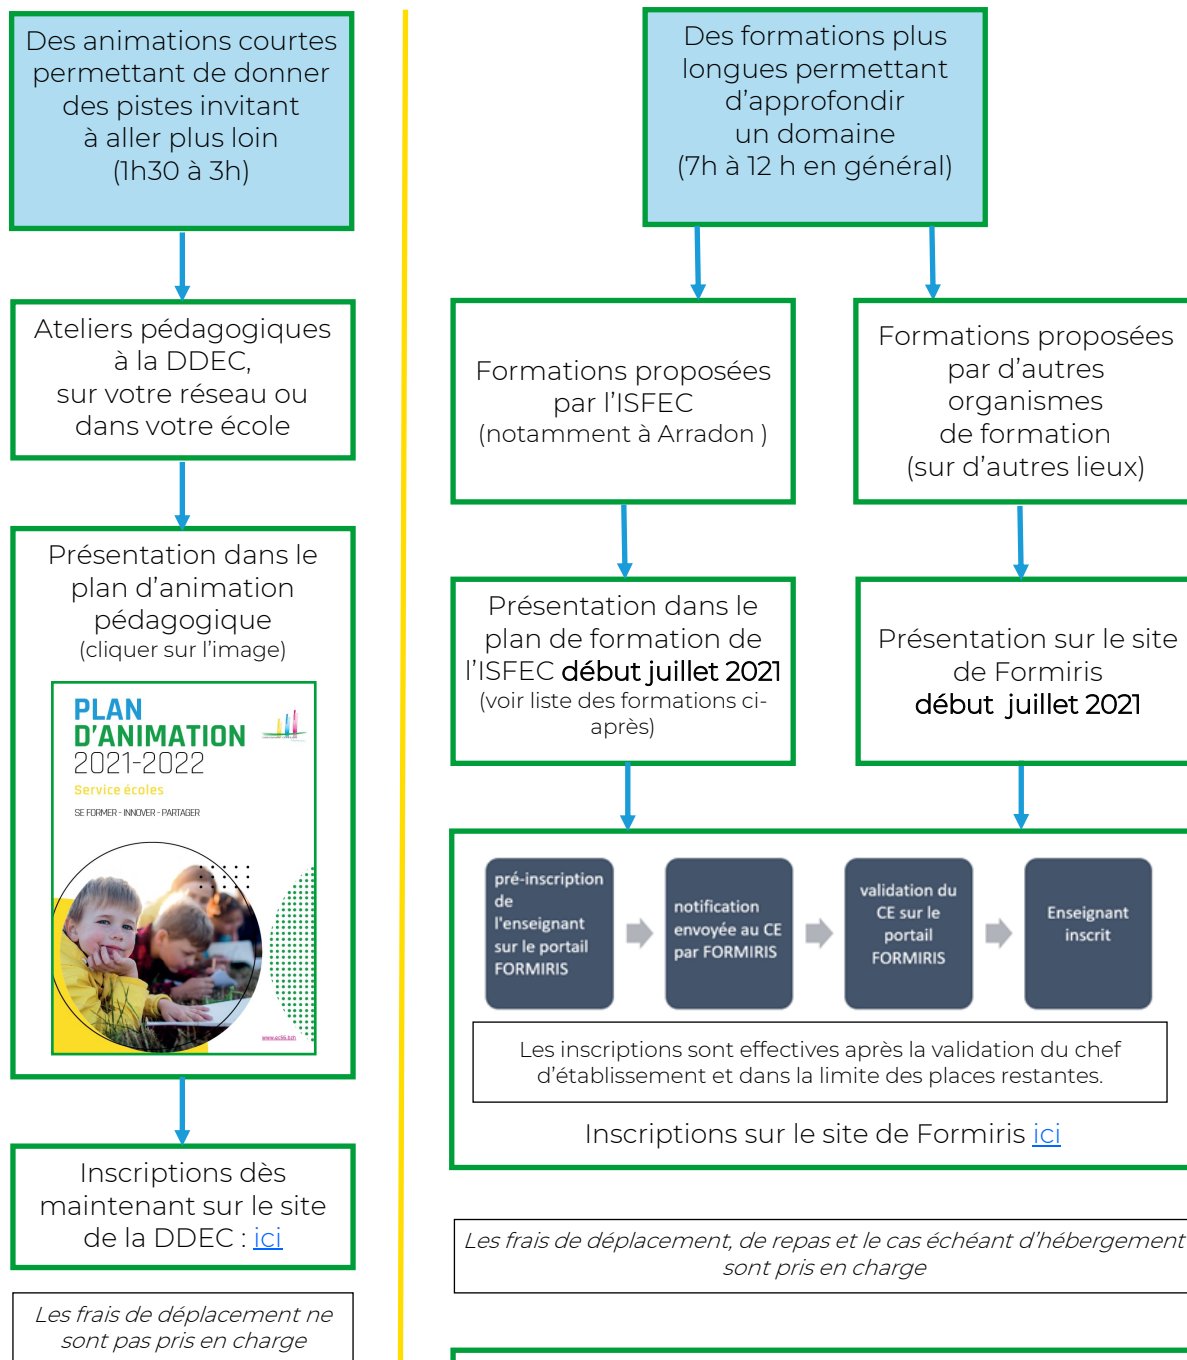 Des animations courtes
permettant de donner
des pistes invitant
à aller plus loin
(1h30 à 3h)
Ateliers pédagogiques
à la DDEC,
sur votre réseau ou
dans votre école
Présentation dans le
plan d'animation
pédagogique
(cliquer sur l'image)
PLAN
D'ANIMATION
2021-2022
Service écoles
SE FORMER - INNOVER - PARTAGER
www.ec56.bzh
Inscriptions dès
maintenant sur le site
de la DDEC : ici
Les frais de déplacement ne
sont pas pris en charge
Des formations plus
longues permettant
d'approfondir
un domaine
(7h à 12 h en général)
Formations proposées
par l'ISFEC
(notamment à Arradon )
Présentation dans le
plan de formation de
l'ISFEC début juillet 2021
(voir liste des formations ci-
après)
Formations proposées
par d'autres
organismes
de formation
(sur d'autres lieux)
Présentation sur le site
de Formiris
début juillet 2021
pré-inscription
de
l'enseignant
sur le portail
FORMIRIS
notification
envoyée au CE
par FORMIRIS
validation du
CE sur le
portail
FORMIRIS
Enseignant
inscrit
Les inscriptions sont effectives après la validation du chef
d'établissement et dans la limite des places restantes.
Inscriptions sur le site de Formiris ici
Les frais de déplacement, de repas et le cas échéant d'hébergement
sont pris en charge